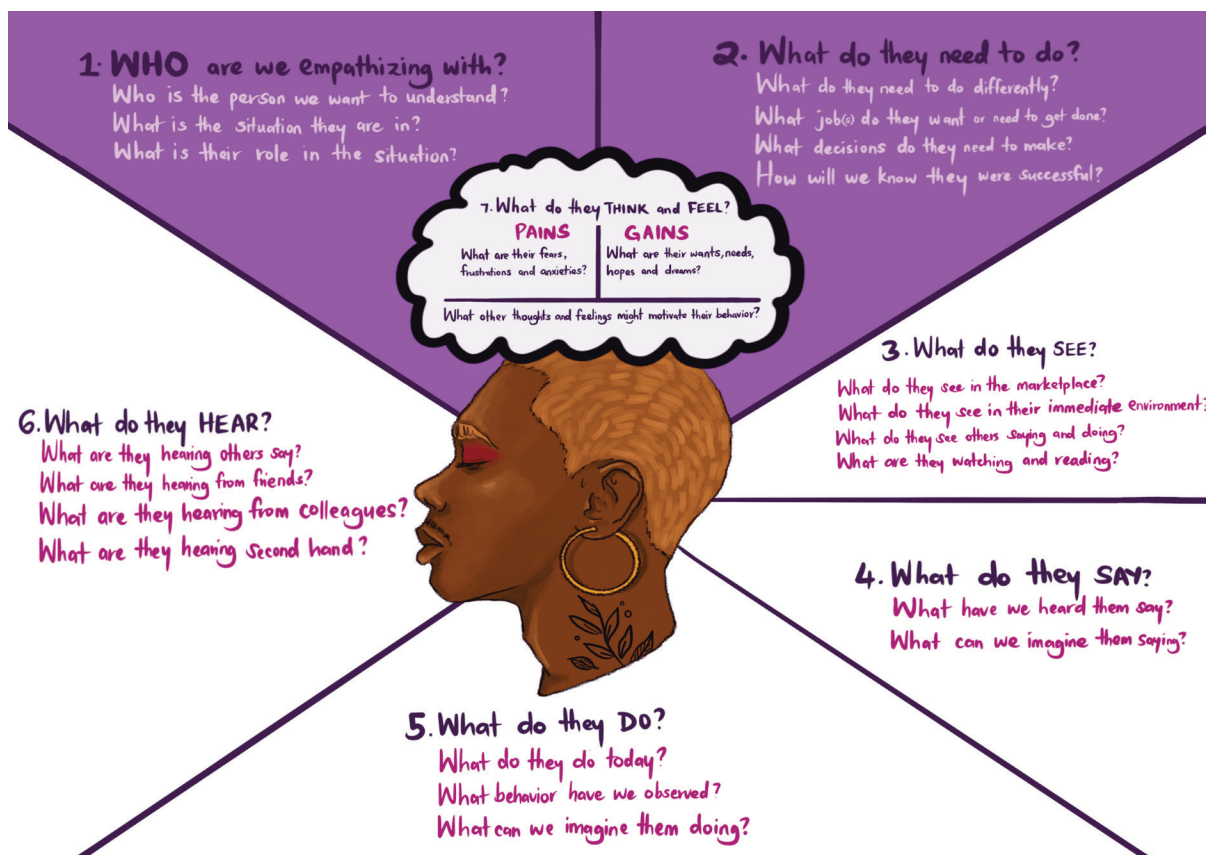 1. WHO are we empathizing with?
Who is the person we want to understand?
What is the situation they are in?
What is their role in the situation?
2. What do they need to do?
What do they need to do differently?
What job(s) do they want or need to get done?
What decisions do they need to make?
How will we know they were successful?
3. What do they SEE?
What do they see in the marketplace?
What do they see in their immediate environment?
What do they see others saying and doing?
What are they watching and reading?
4. What do they SAY?
What have we heard them say?
What can we imagine them saying?
5. What do they DO?
What do they do today?
What behavior have we observed?
What can we imagine them doing?
6. What do they HEAR?
What are they hearing others say?
What are they hearing from friends?
What are they hearing from colleagues?
What are they hearing second hand?
7. What do they THINK and FEEL?
PAINS
What are their fears,
frustrations and anxieties?
GAINS
What are their wants, needs,
hopes and dreams?
What other thoughts and feelings might motivate their behavior?